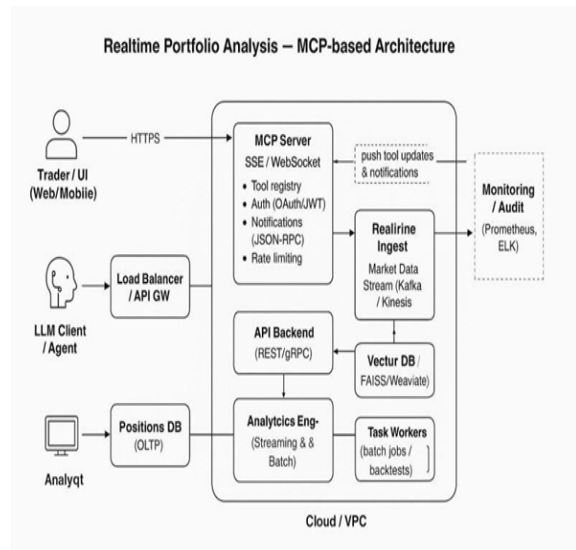 Realtime Portfolio Analysis — MCP-based Architecture
HTTPS
Trader / UI
(Web/Mobiie)
MCP Server
SSE / WebSocket
• Tool registry
• Auth (OAuth/JWT)
• Notifications
(JSON-RPC)
• Rate limiting
push tool updates
& notifications
Monitoring
/ Audit
(Prometheus,
ELK)
Realirine
Ingest
Market Data
Stream (Kafka
/ Kinesis
LLM Client
/ Agent
Load Balancer
/ API GW
API Backend
(REST/gRPC)
Vectur DB /
FAISS/Weaviate)
Analyqt
Positions DB
(OLTP)
Analytcics Eng-
(Streaming & &
Batch)
Task Workers
(batch jobs /
backtests)
Cloud / VPC